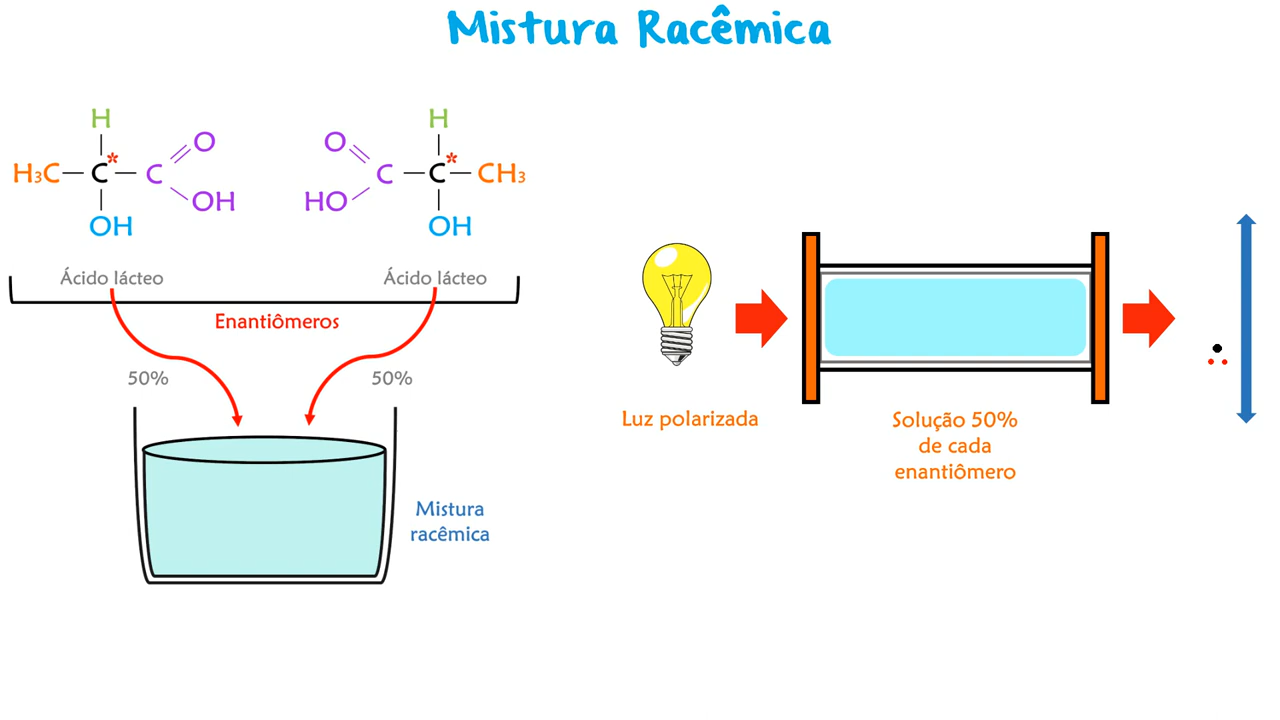 Mistura Racêmica
H
O
H₃C
C
*
C
OH
OH
Ácido lácteo
H
O
C
C
*
CH₃
HO
OH
Ácido lácteo
Enantiômeros
50%
50%
Mistura
racêmica
Luz polarizada
Solução 50%
de cada
enantiômero